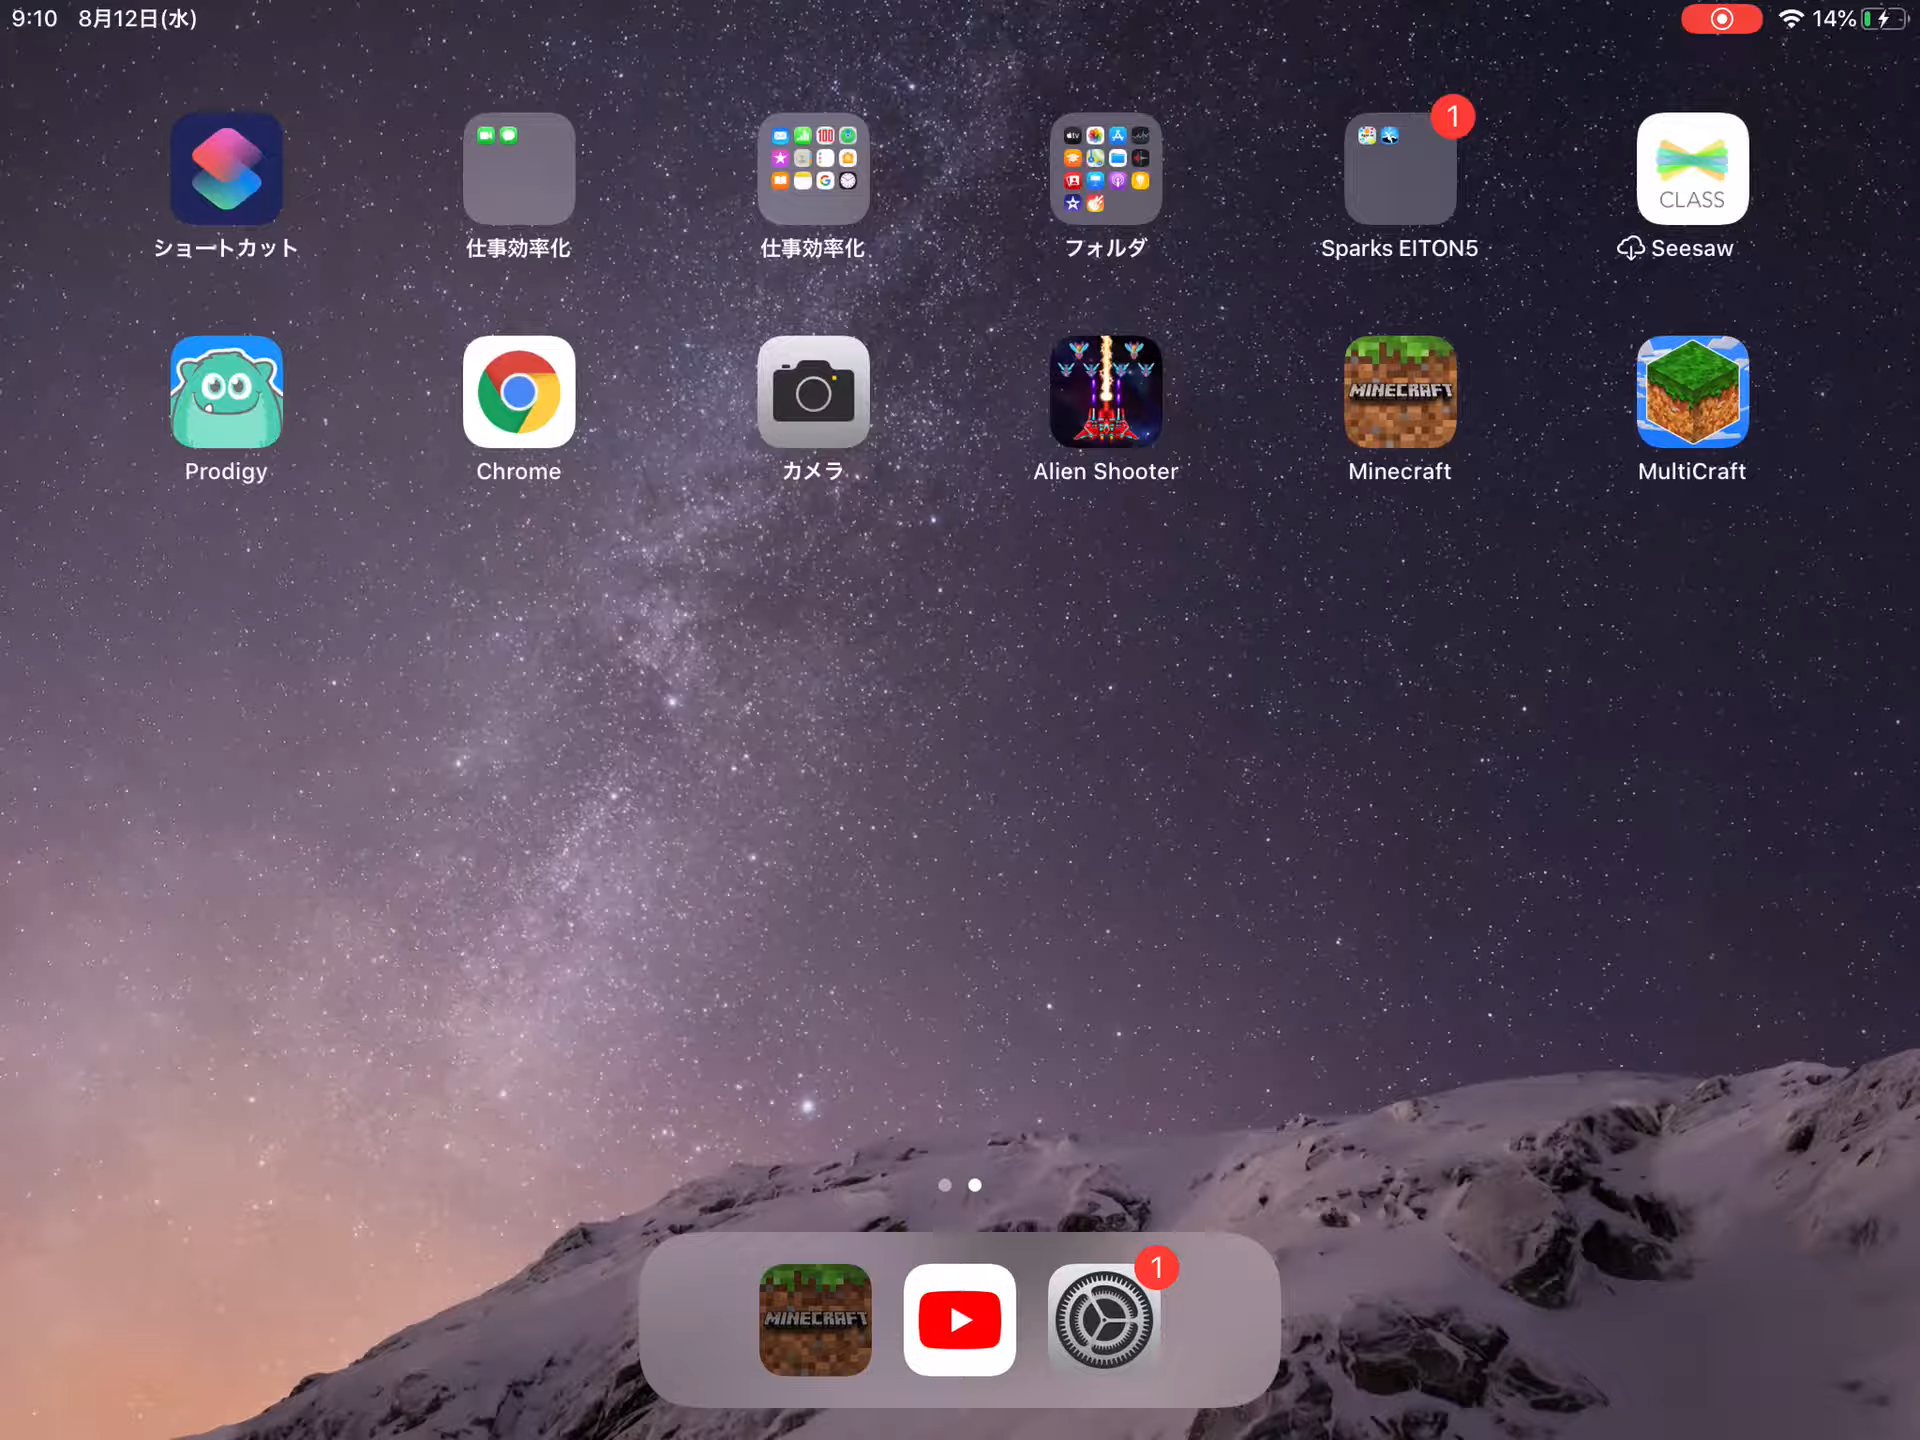 9:10 8月12日(水)
14%
1
CLASS
ショートカット
仕事効率化
仕事効率化
フォルダ
Sparks EITON5
Seesaw
MINECRAFT
Prodigy
Chrome
カメラ
Alien Shooter
Minecraft
MultiCraft
1
MINECRAFT